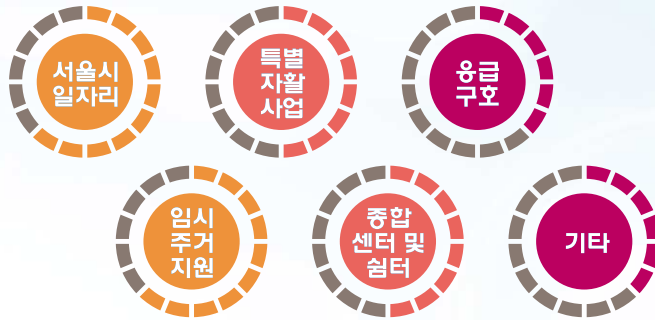 서울시
일자리
특별
자활
사업
응급
구호
임시
주거
지원
종합
센터 및
쉼터
기타